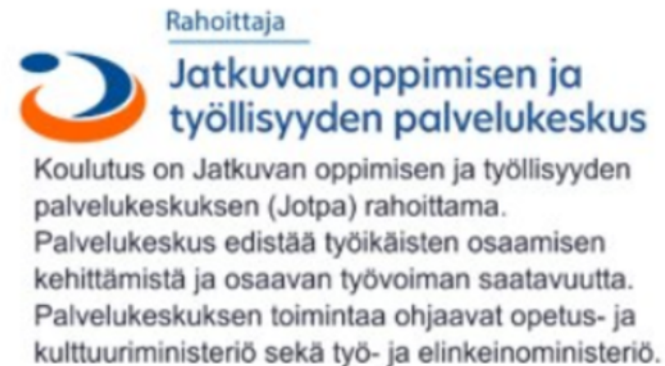 Rahoittaja
Jatkuvan oppimisen ja
työllisyyden palvelukeskus
Koulutus on Jatkuvan oppimisen ja työllisyyden
palvelukeskuksen (Jotpa) rahoittama.
Palvelukeskus edistää työikäisten osaamisen
kehittämistä ja osaavan työvoiman saatavuutta.
Palvelukeskuksen toimintaa ohjaavat opetus- ja
kulttuuriministeriö sekä työ- ja elinkeinoministeriö.